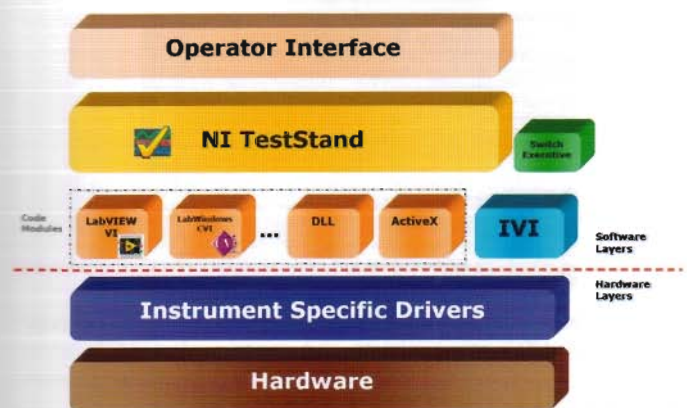 Operator Interface
NI TestStand
Switch
Executive
Code
Modules
LabVIEW
VI
LabWindows
CVI
...
DLL
ActiveX
IVI
Software
Layers
Hardware
Layers
Instrument Specific Drivers
Hardware